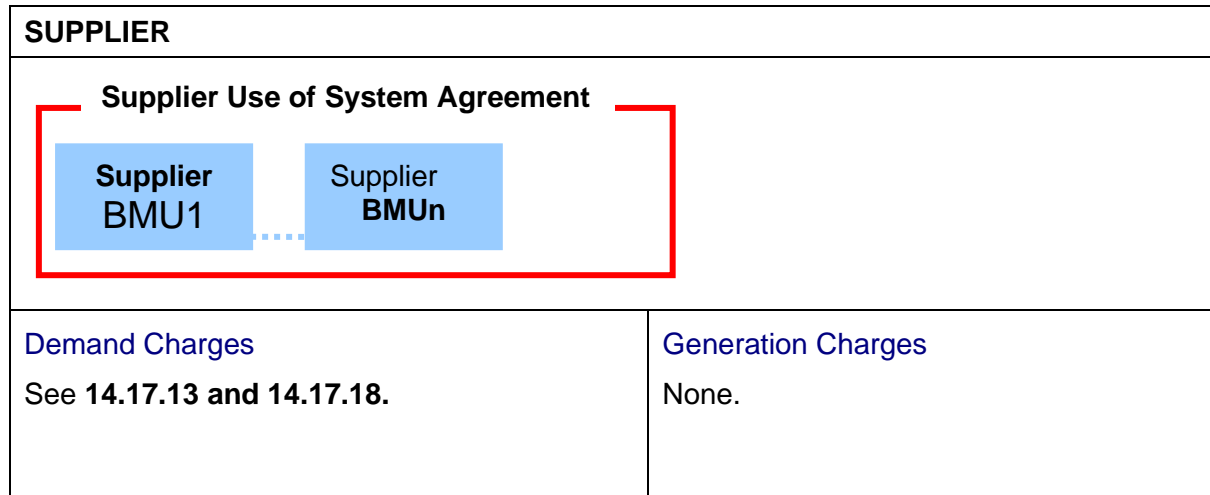 SUPPLIER
Supplier Use of System Agreement
Supplier
BMU1
Supplier
BMUn
Demand Charges
See 14.17.13 and 14.17.18.
Generation Charges
None.